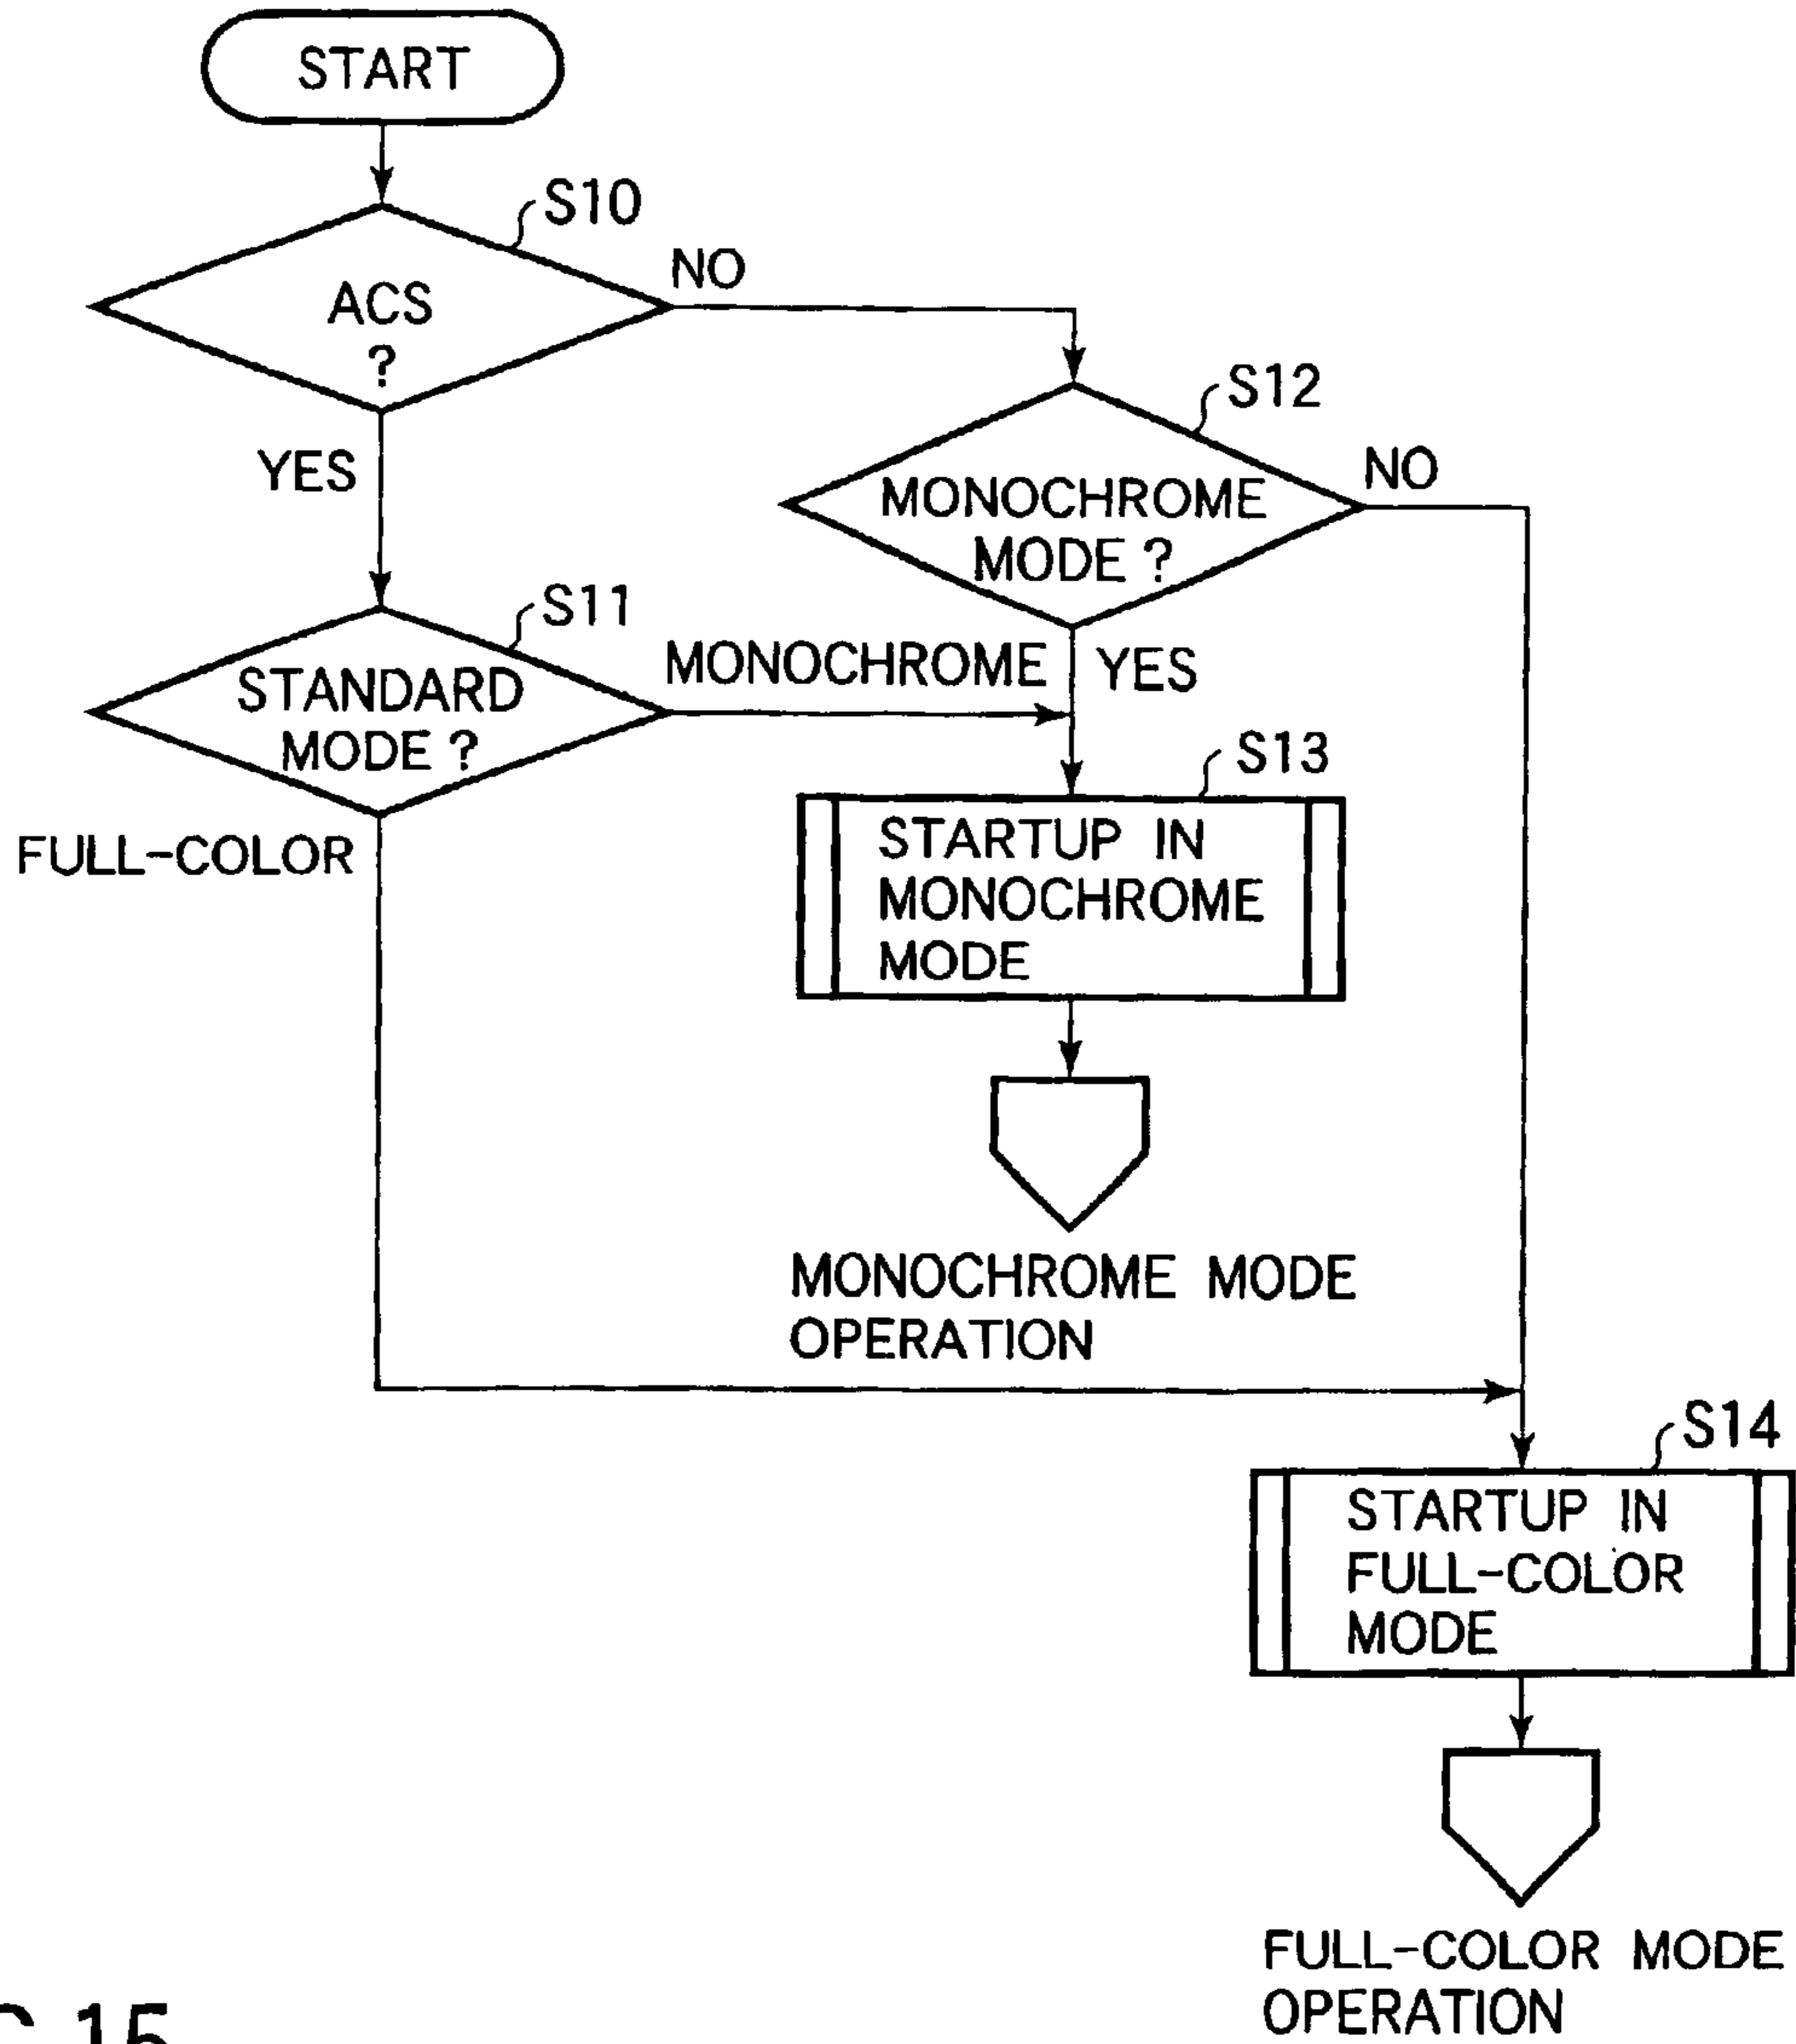 START
S10
ACS
?
NO
YES
S12
MONOCHROME
MODE ?
NO
S11
STANDARD
MODE ?
MONOCHROME
YES
FULL-COLOR
S13
STARTUP IN
MONOCHROME
MODE
MONOCHROME MODE
OPERATION
S14
STARTUP IN
FULL-COLOR
MODE
FULL-COLOR MODE
OPERATION
15